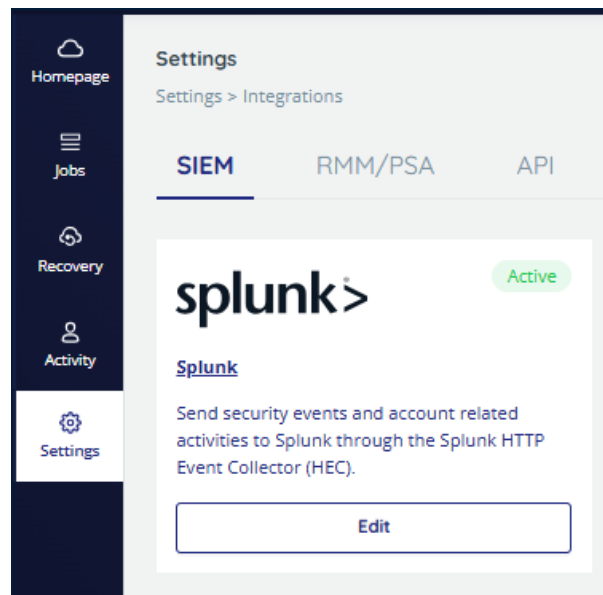 Homepage
Jobs
Recovery
Activity
Settings
Settings
Settings > Integrations
SIEM RMM/PSA API
splunk>
Active
Splunk
Send security events and account related
activities to Splunk through the Splunk HTTP
Event Collector (HEC).
Edit